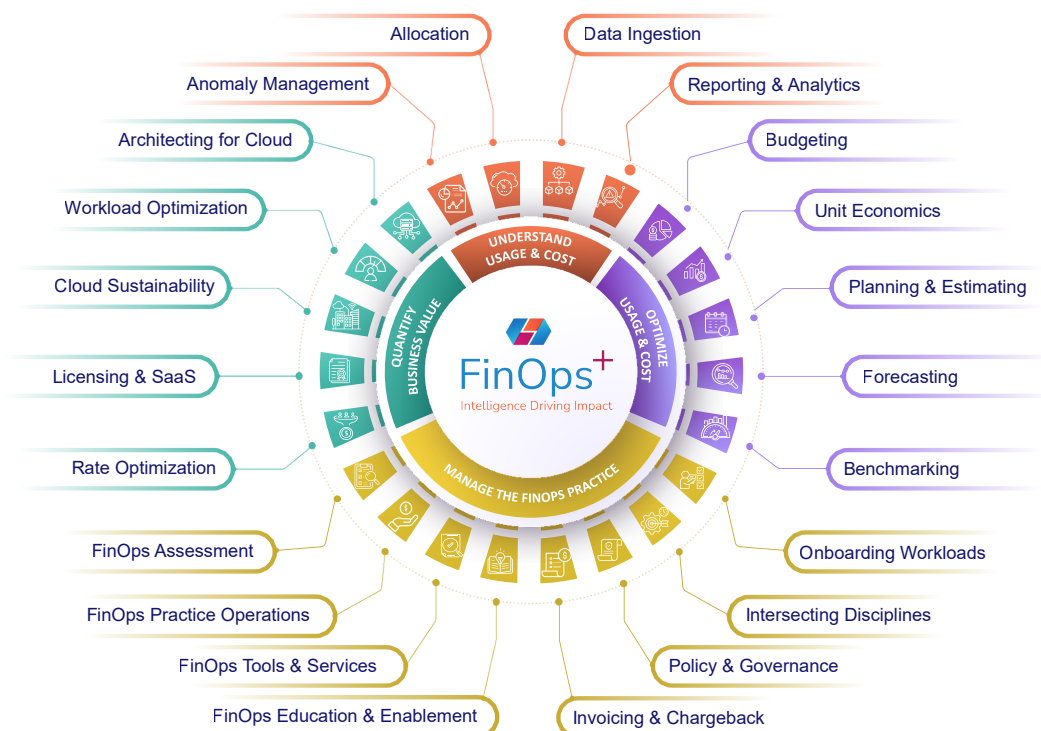 Allocation
Data Ingestion
Anomaly Management
Reporting & Analytics
Architecting for Cloud
Budgeting
Workload Optimization
Unit Economics
Cloud Sustainability
Planning & Estimating
Licensing & SaaS
Forecasting
Rate Optimization
Benchmarking
FinOps Assessment
Onboarding Workloads
FinOps Practice Operations
Intersecting Disciplines
FinOps Tools & Services
Policy & Governance
FinOps Education & Enablement
Invoicing & Chargeback
UNDERSTAND
USAGE & COST
QUANTIFY
BUSINESS VALUE
OPTIMIZE
USAGE & COST
MANAGE THE FINOPS PRACTICE
FinOps+
Intelligence Driving Impact